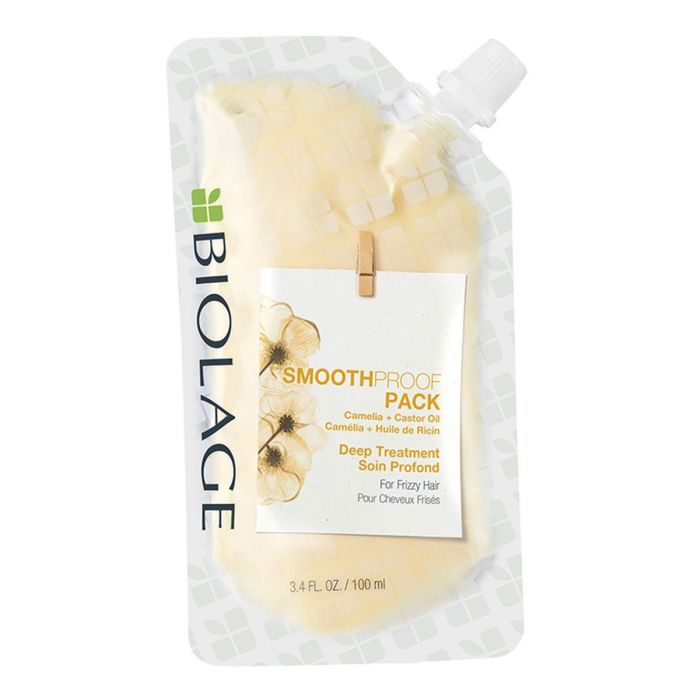 BIOLAGE
SMOOTHPROOF
PACK
Camelia + Castor Oil
Camélia + Huile de Ricin
Deep Treatment
Soin Profond
For Frizzy Hair
Pour Cheveux Frisés
3.4 FL. OZ. / 100 ml